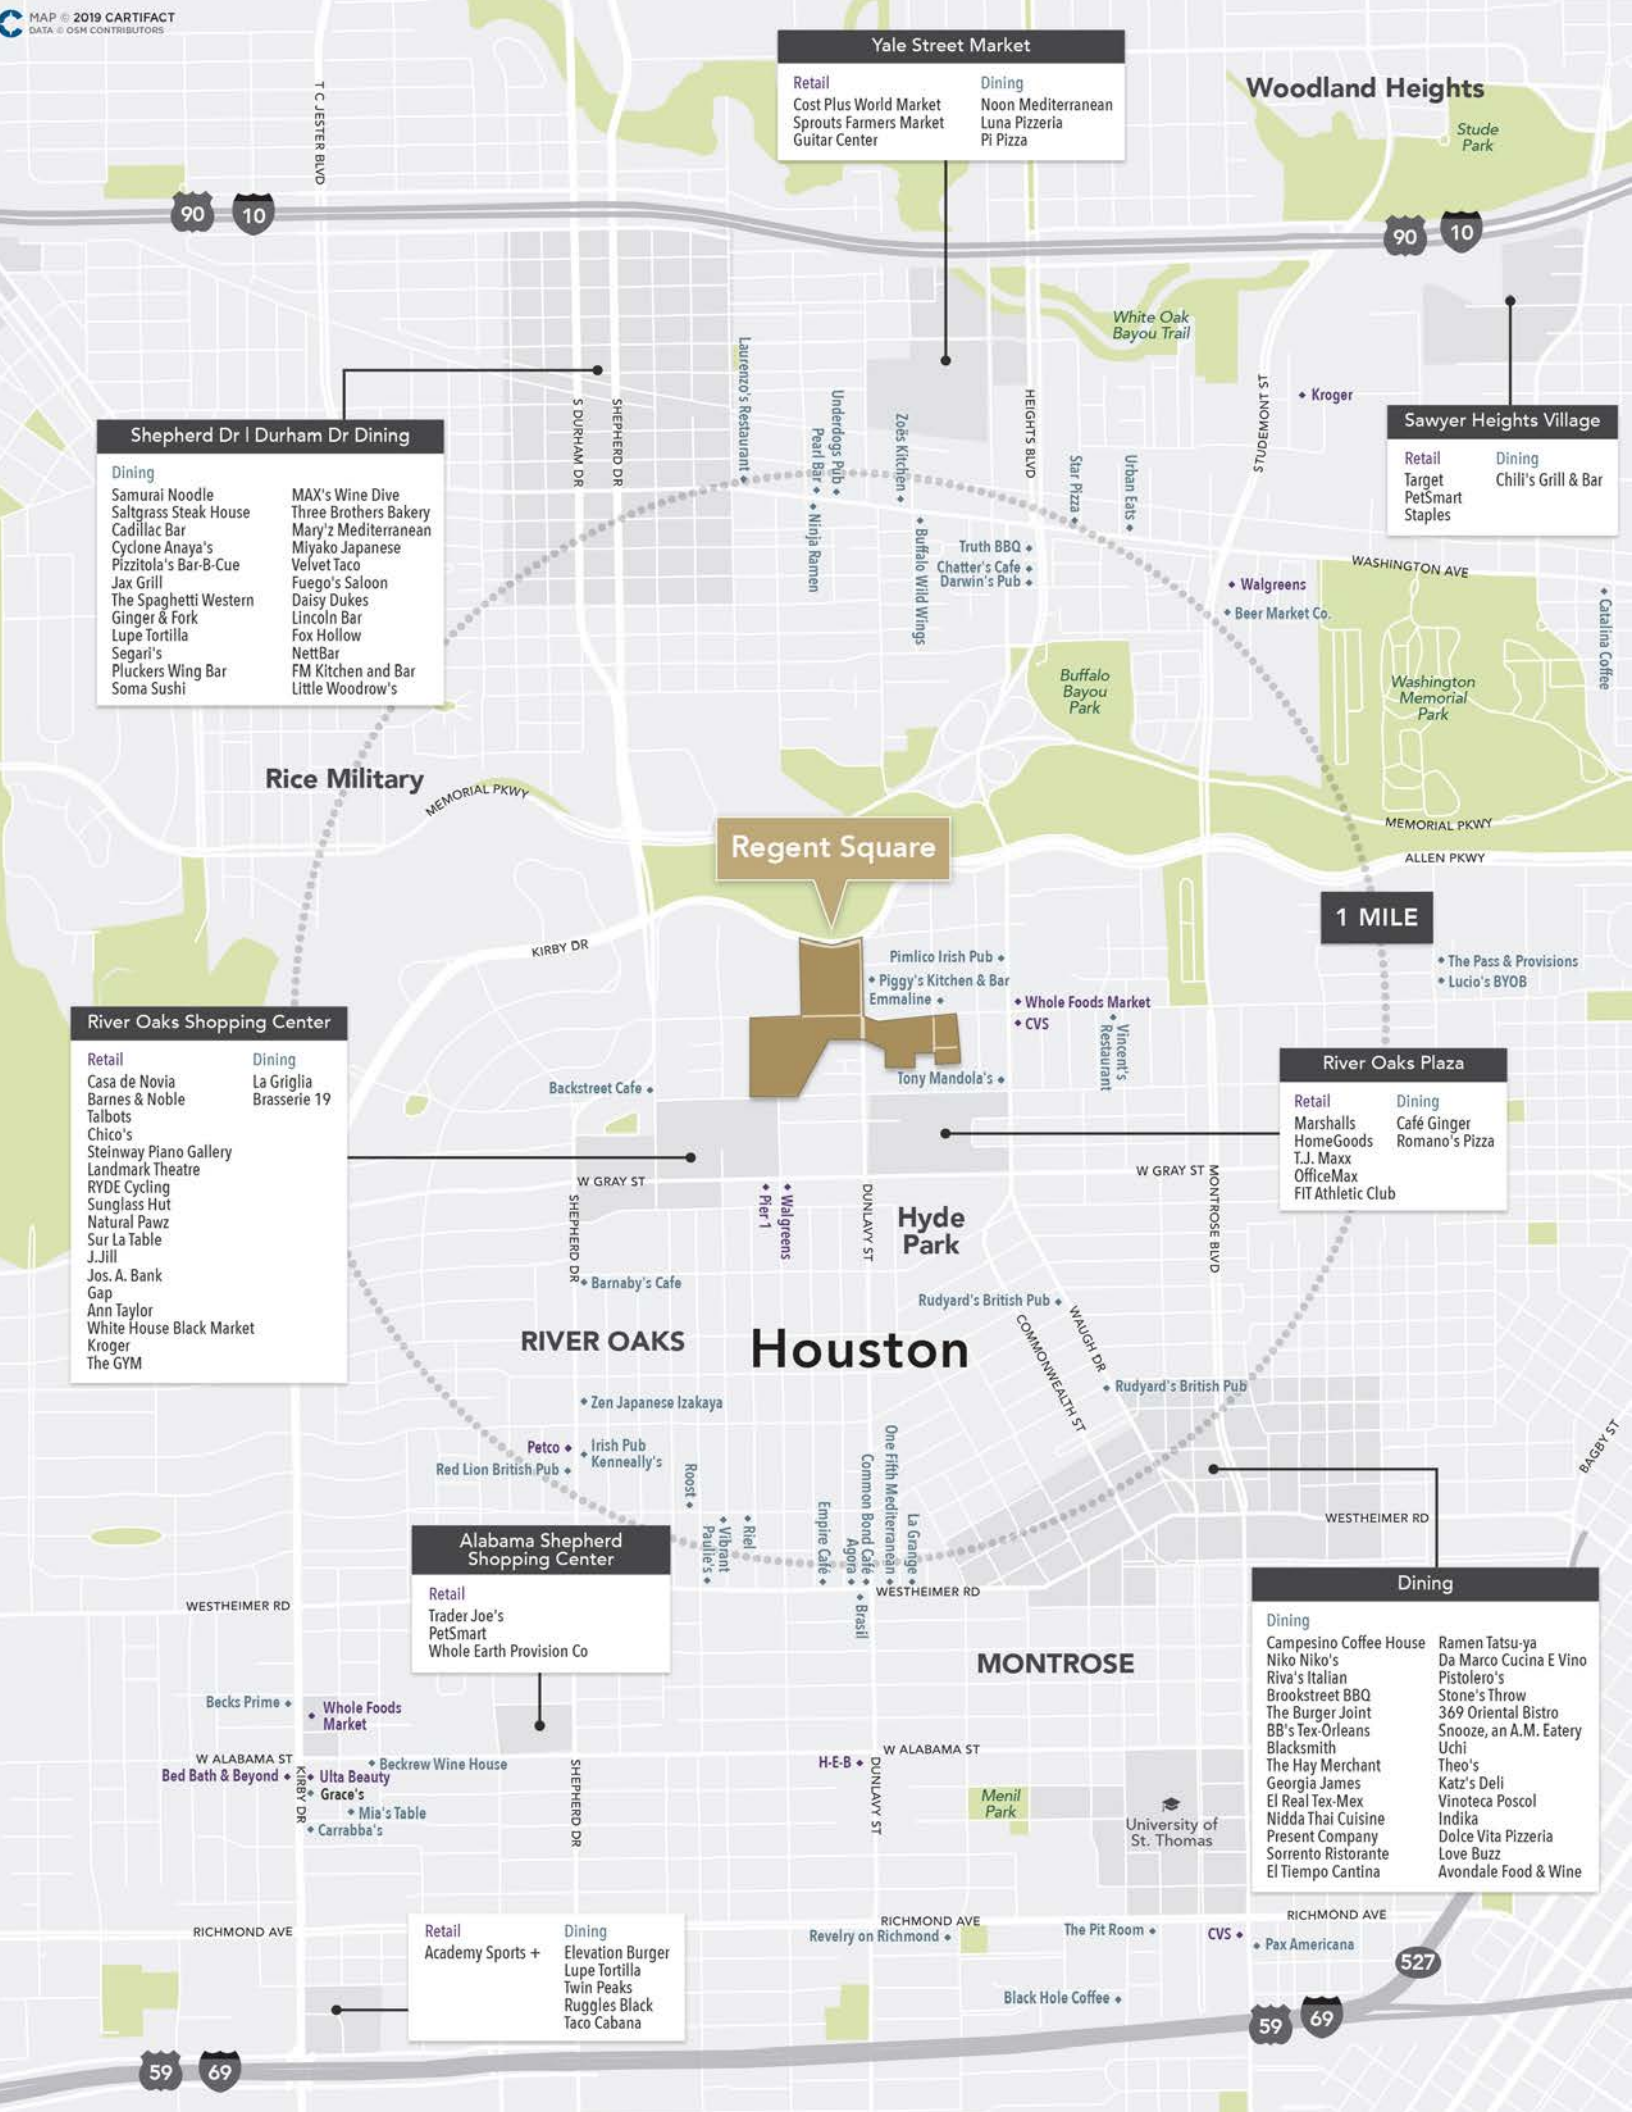 MAP © 2019 CARTIFACT
DATA © OSM CONTRIBUTORS
Yale Street Market
Retail
Cost Plus World Market
Sprouts Farmers Market
Guitar Center
Dining
Noon Mediterranean
Luna Pizzeria
Pi Pizza
Woodland Heights
Stude
Park
T C JESTER BLVD
90
10
90
10
White Oak
Bayou Trail
Kroger
Sawyer Heights Village
Retail
Target
PetSmart
Staples
Dining
Chili's Grill & Bar
S DURHAM DR
SHEPHERD DR
Laurenzo's Restaurant
Underdogs Pub
Pearl Bar
Ninja Ramen
Zoës Kitchen
Buffalo Wild Wings
HEIGHTS BLVD
Star Pizza
Urban Eats
STUDEMONT ST
Shepherd Dr | Durham Dr Dining
Dining
Samurai Noodle
Saltgrass Steak House
Cadillac Bar
Cyclone Anaya's
Pizzitola's Bar-B-Cue
Jax Grill
The Spaghetti Western
Ginger & Fork
Lupe Tortilla
Segari's
Pluckers Wing Bar
Soma Sushi
MAX's Wine Dive
Three Brothers Bakery
Mary'z Mediterranean
Miyako Japanese
Velvet Taco
Fuego's Saloon
Daisy Dukes
Lincoln Bar
Fox Hollow
NettBar
FM Kitchen and Bar
Little Woodrow's
Truth BBQ
Chatter's Cafe
Darwin's Pub
WASHINGTON AVE
Walgreens
Beer Market Co.
Catalina Coffee
Buffalo
Bayou
Park
Washington
Memorial
Park
Rice Military
MEMORIAL PKWY
MEMORIAL PKWY
ALLEN PKWY
Regent Square
1 MILE
KIRBY DR
Pimlico Irish Pub
Piggy's Kitchen & Bar
Emmaline
The Pass & Provisions
Lucio's BYOB
Whole Foods Market
CVS
Vincent's
Restaurant
Tony Mandola's
Backstreet Cafe
River Oaks Shopping Center
Retail
Casa de Novia
Barnes & Noble
Talbots
Chico's
Steinway Piano Gallery
Landmark Theatre
RYDE Cycling
Sunglass Hut
Natural Pawz
Sur La Table
J.Jill
Jos. A. Bank
Gap
Ann Taylor
White House Black Market
Kroger
The GYM
Dining
La Griglia
Brasserie 19
River Oaks Plaza
Retail
Marshalls
HomeGoods
T.J. Maxx
OfficeMax
FIT Athletic Club
Dining
Café Ginger
Romano's Pizza
W GRAY ST
W GRAY ST
SHEPHERD DR
Pier 1
Walgreens
DUNLAVY ST
Hyde
Park
MONTROSE BLVD
Barnaby's Cafe
Rudyard's British Pub
WAUGH DR
COMMONWEALTH ST
RIVER OAKS
Houston
Rudyard's British Pub
Zen Japanese Izakaya
Petco
Irish Pub
Kenneally's
Red Lion British Pub
Roost
Paulie's
Vibrant
Riel
Empire Café
Agora
Common Bond Café
One Fifth Mediterranean
La Grange
Brasil
BAGBY ST
WESTHEIMER RD
WESTHEIMER RD
WESTHEIMER RD
Alabama Shepherd
Shopping Center
Retail
Trader Joe's
PetSmart
Whole Earth Provision Co
Dining
Dining
Campesino Coffee House
Niko Niko's
Riva's Italian
Brookstreet BBQ
The Burger Joint
BB's Tex-Orleans
Blacksmith
The Hay Merchant
Georgia James
El Real Tex-Mex
Nidda Thai Cuisine
Present Company
Sorrento Ristorante
El Tiempo Cantina
Ramen Tatsu-ya
Da Marco Cucina E Vino
Pistolero's
Stone's Throw
369 Oriental Bistro
Snooze, an A.M. Eatery
Uchi
Theo's
Katz's Deli
Vinoteca Poscol
Indika
Dolce Vita Pizzeria
Love Buzz
Avondale Food & Wine
MONTROSE
Becks Prime
Whole Foods
Market
W ALABAMA ST
Bed Bath & Beyond
KIRBY DR
Beckrew Wine House
Ulta Beauty
Grace's
Mia's Table
Carrabba's
SHEPHERD DR
H-E-B
W ALABAMA ST
DUNLAVY ST
Menil
Park
University of
St. Thomas
RICHMOND AVE
Retail
Academy Sports +
Dining
Elevation Burger
Lupe Tortilla
Twin Peaks
Ruggles Black
Taco Cabana
RICHMOND AVE
Revelry on Richmond
The Pit Room
CVS
RICHMOND AVE
Pax Americana
527
Black Hole Coffee
59
69
59
69